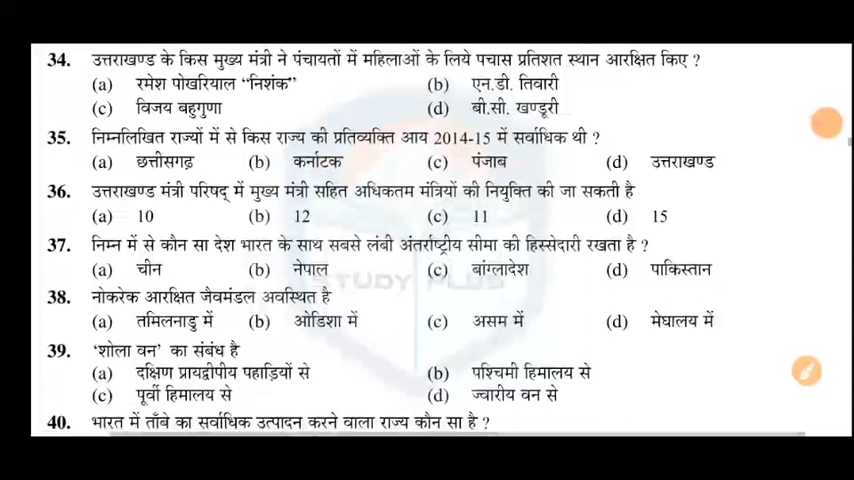 34. उत्तराखण्ड के किस मुख्य मंत्री ने पंचायतों में महिलाओं के लिये पचास प्रतिशत स्थान आरक्षित किए ?
(a) रमेश पोखरियाल “निशंक” (b) एन.डी. तिवारी
(c) विजय बहुगुणा (d) बी.सी. खण्डूरी
35. निम्नलिखित राज्यों में से किस राज्य की प्रतिव्यक्ति आय 2014-15 में सर्वाधिक थी ?
(a) छत्तीसगढ़ (b) कर्नाटक (c) पंजाब (d) उत्तराखण्ड
36. उत्तराखण्ड मंत्री परिषद् में मुख्य मंत्री सहित अधिकतम मंत्रियों की नियुक्ति की जा सकती है
(a) 10 (b) 12 (c) 11 (d) 15
37. निम्न में से कौन सा देश भारत के साथ सबसे लंबी अंतर्राष्ट्रीय सीमा की हिस्सेदारी रखता है ?
(a) चीन (b) नेपाल (c) बांग्लादेश (d) पाकिस्तान
STUDY PLUS
38. नोकरेक आरक्षित जैवमंडल अवस्थित है
(a) तमिलनाडु में (b) ओडिशा में (c) असम में (d) मेघालय में
39. ‘शोला वन’ का संबंध है
(a) दक्षिण प्रायद्वीपीय पहाड़ियों से (b) पश्चिमी हिमालय से
(c) पूर्वी हिमालय से (d) ज्वारीय वन से
40. भारत में ताँबे का सर्वाधिक उत्पादन करने वाला राज्य कौन सा है ?